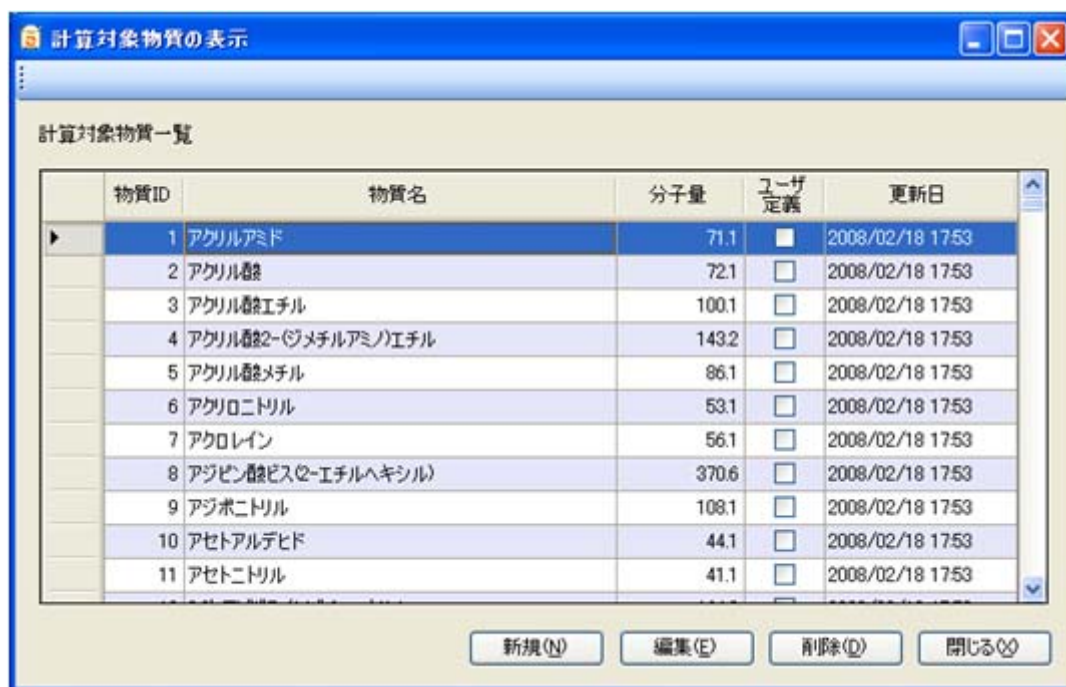 計算対象物質の表示
計算対象物質一覧
物質ID 物質名 分子量 ユーザ定義 更新日
1 アクリルアミド 71.1 2008/02/18 17:53
2 アクリル酸 72.1 2008/02/18 17:53
3 アクリル酸エチル 100.1 2008/02/18 17:53
4 アクリル酸2-(ジメチルアミノ)エチル 143.2 2008/02/18 17:53
5 アクリル酸メチル 86.1 2008/02/18 17:53
6 アクリロニトリル 53.1 2008/02/18 17:53
7 アクロレイン 56.1 2008/02/18 17:53
8 アジピン酸ビス(2-エチルヘキシル) 370.6 2008/02/18 17:53
9 アジポニトリル 108.1 2008/02/18 17:53
10 アセトアルデヒド 44.1 2008/02/18 17:53
11 アセトニトリル 41.1 2008/02/18 17:53
新規(N) 編集(E) 削除(D) 閉じる(X)